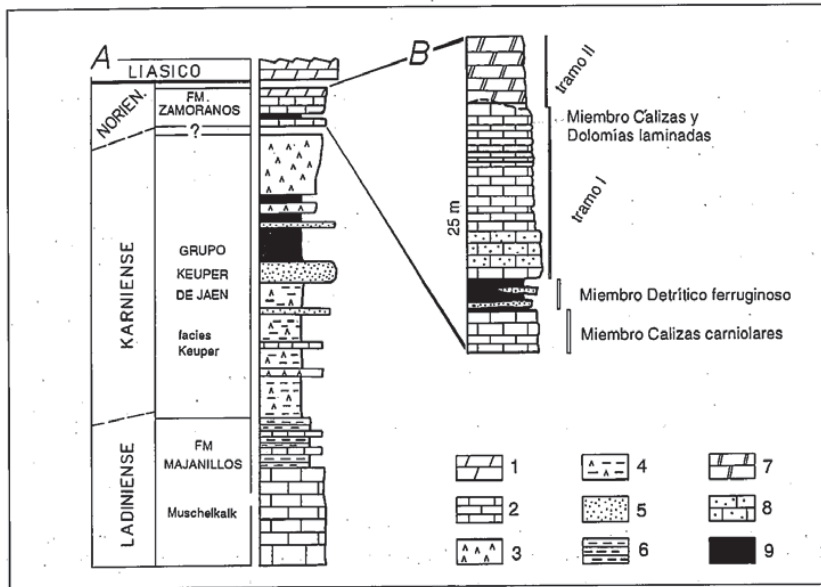 A
LIASICO
NORIEN.
FM.
ZAMORANOS
?
KARNIENSE
GRUPO
KEUPER
DE JAEN
facies
Keuper
LADINIENSE
FM
MAJANILLOS
Muschelkalk
B
25 m
tramo II
Miembro Calizas y
Dolomías laminadas
tramo I
Miembro Detrítico ferruginoso
Miembro Calizas carniolares
1
2
3
4
5
6
7
8
9